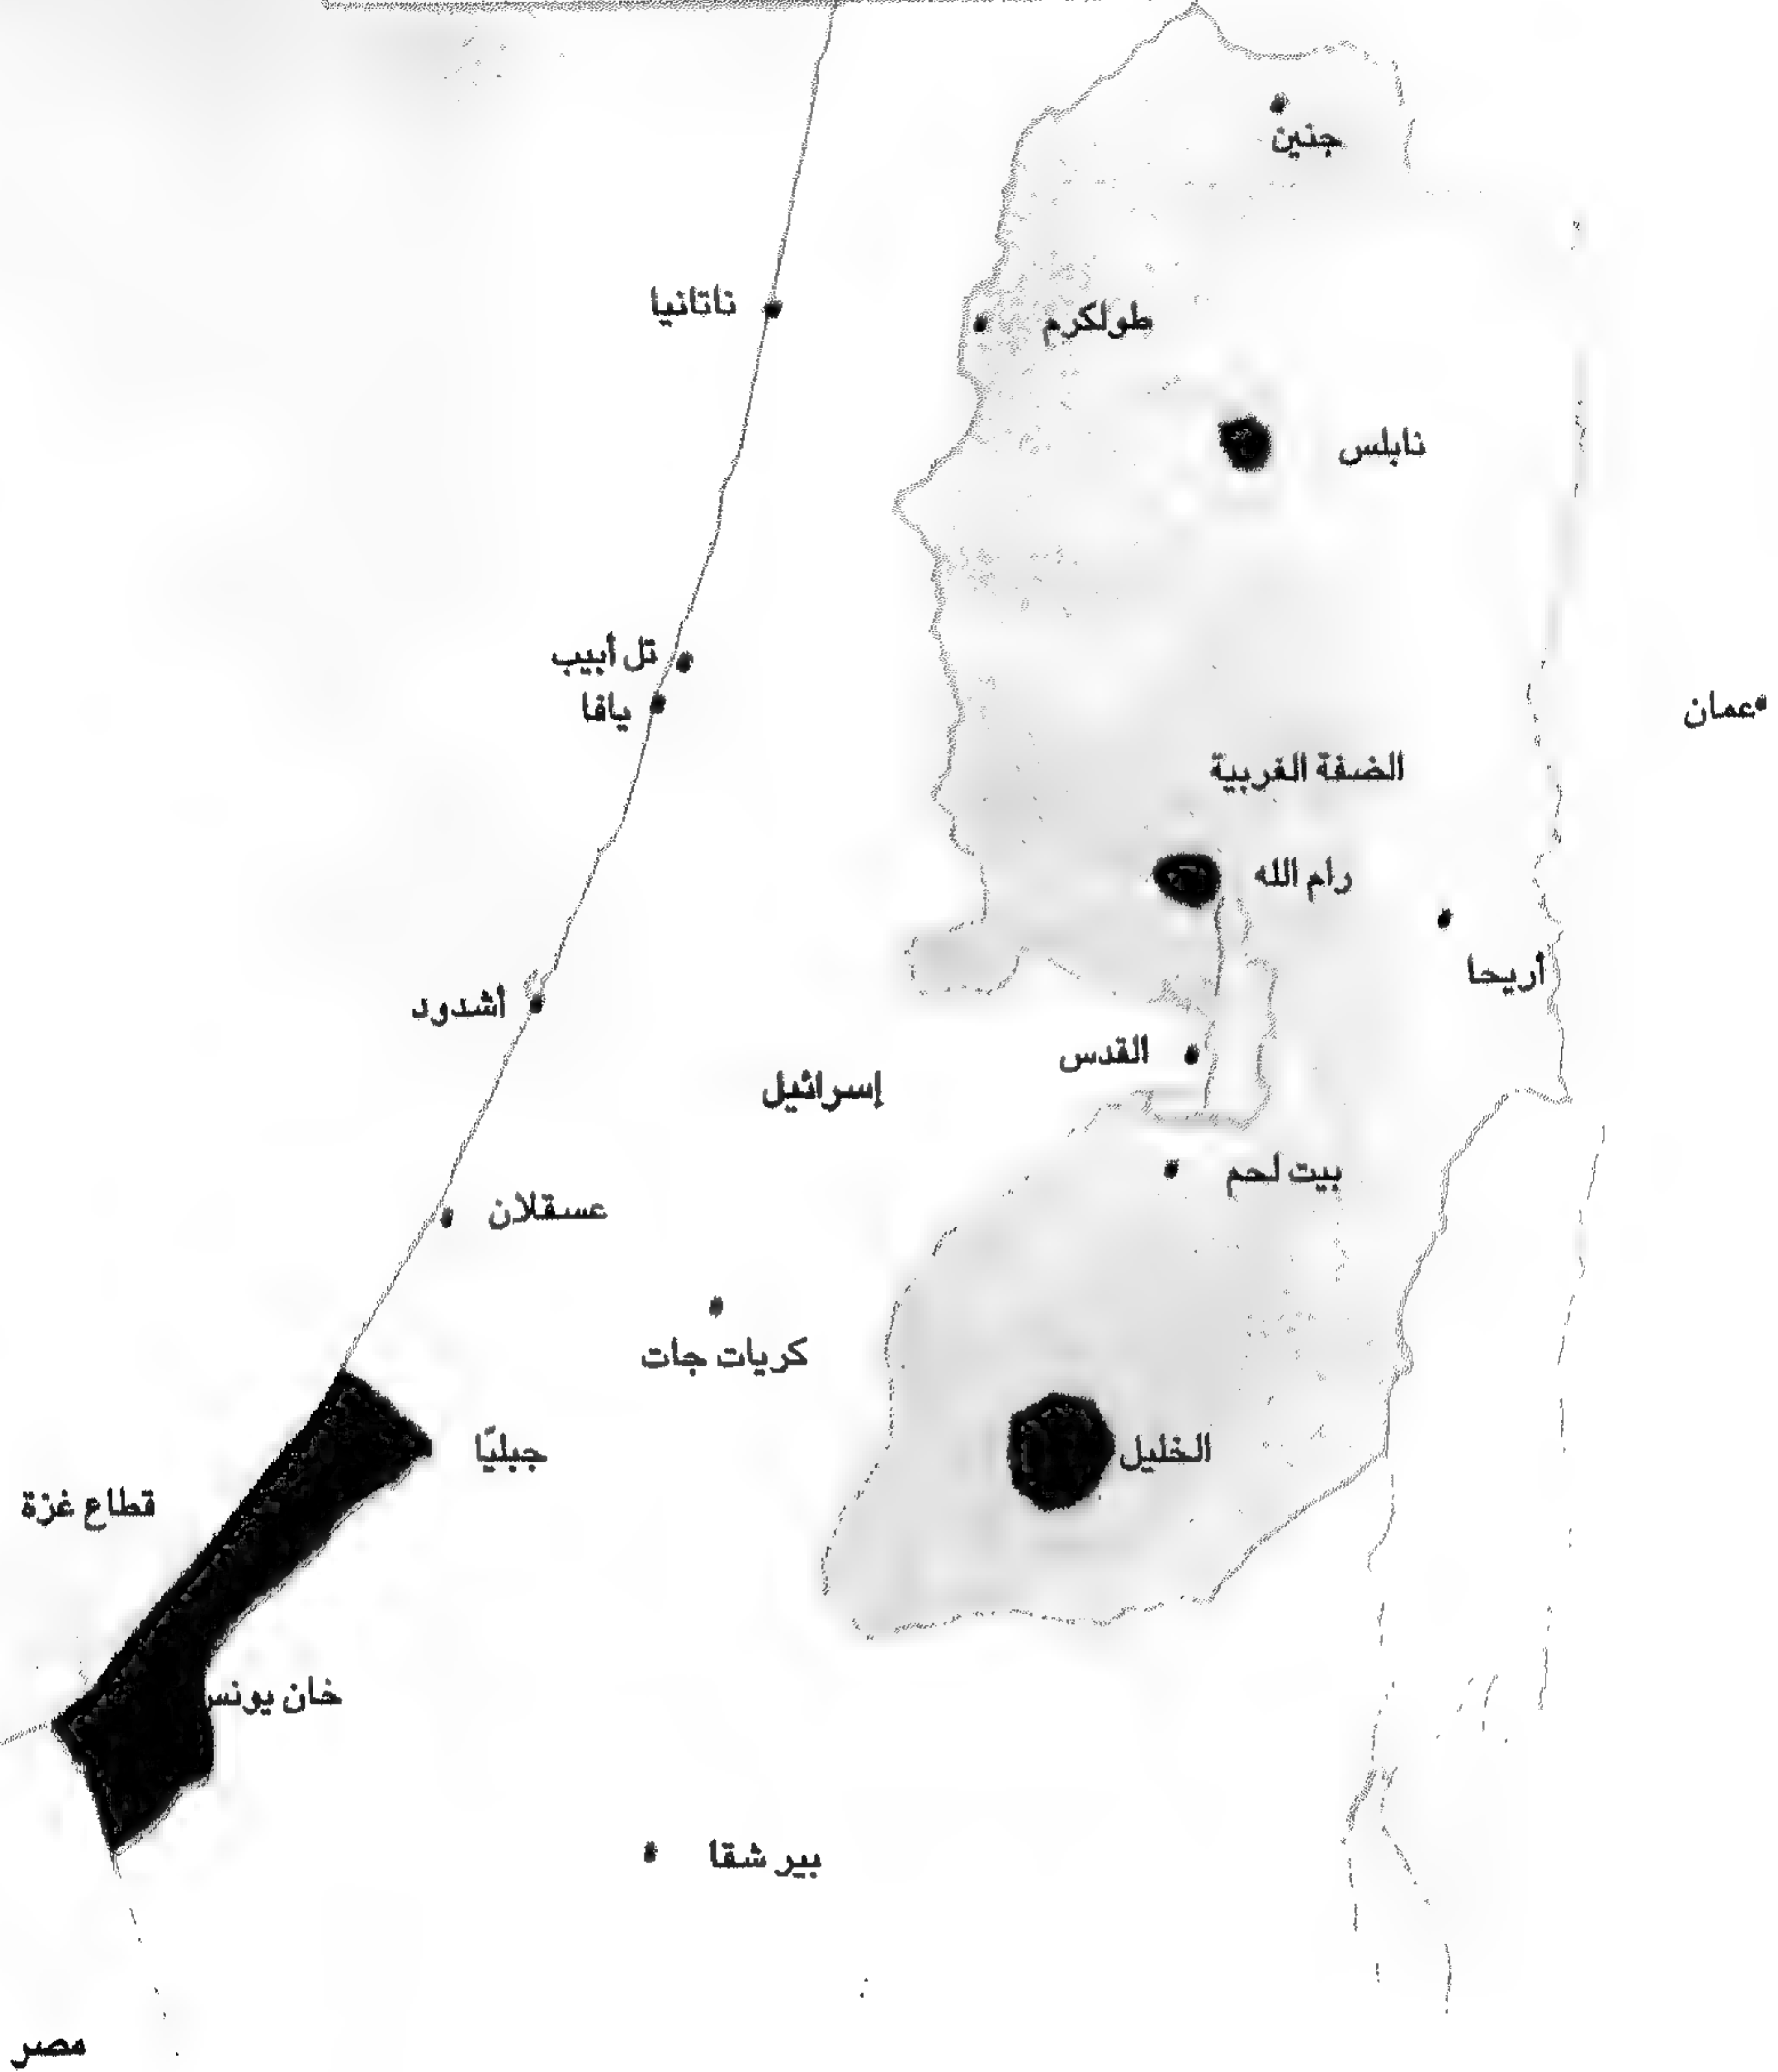 جنين
ناتانيا
طولكرم
نابلس
تل أبيب
يافا
عمان
الضفة الغربية
رام الله
أريحا
أشدود
القدس
إسرائيل
بيت لحم
عسقلان
كريات جات
جبليّا
الخليل
قطاع غزة
خان يونس
بير شقا
مصر